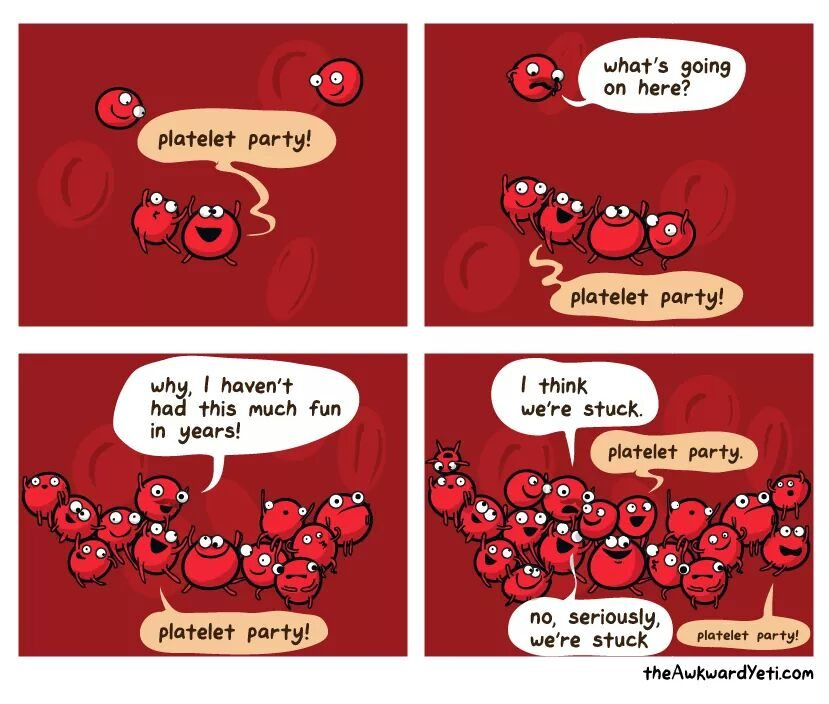 platelet party!
what's going
on here?
platelet party!
why, I haven't
had this much fun
in years!
platelet party!
I think
we're stuck.
platelet party.
no, seriously,
we're stuck
platelet party!
theAwkwardYeti.com